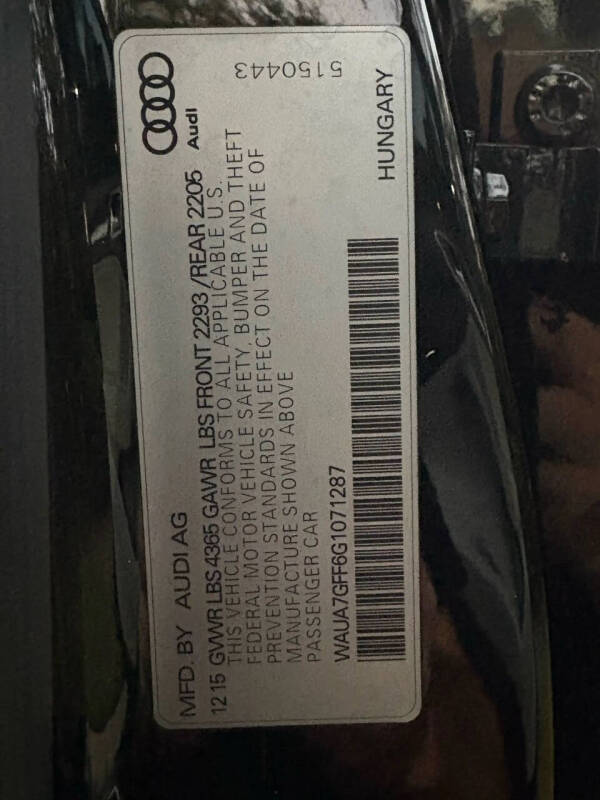 MFD. BY AUDI AG
Audi
1215 GVWR LBS 4365 GAWR LBS FRONT 2293 /REAR 2205
THIS VEHICLE CONFORMS TO ALL APPLICABLE U.S.
FEDERAL MOTOR VEHICLE SAFETY, BUMPER AND THEFT
PREVENTION STANDARDS IN EFFECT ON THE DATE OF
MANUFACTURE SHOWN ABOVE
PASSENGER CAR
WAUA7GFF6G1071287
HUNGARY
5150443